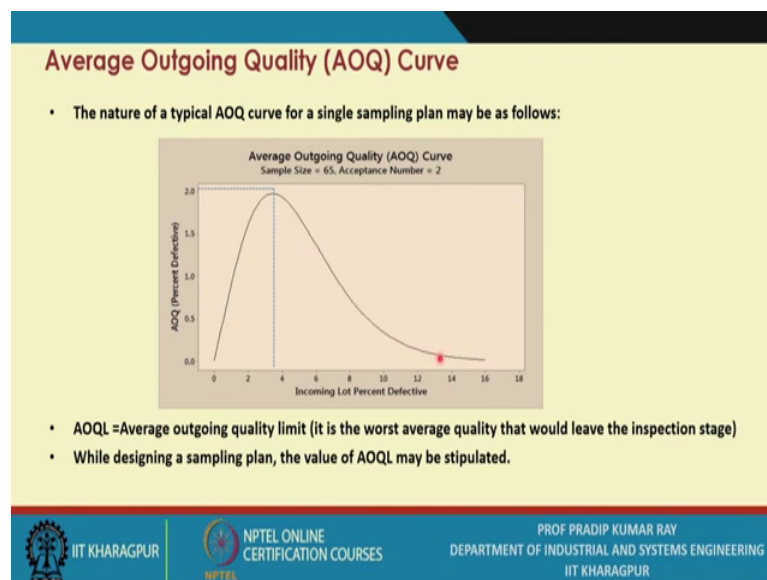 Average Outgoing Quality (AOQ) Curve
• The nature of a typical AOQ curve for a single sampling plan may be as follows:
Average Outgoing Quality (AOQ) Curve
Sample Size = 65, Acceptance Number = 2
AOQ (Percent Defective)
2.0
1.5
1.0
0.5
0.0
0 2 4 6 8 10 12 14 16 18
Incoming Lot Percent Defective
• AOQL =Average outgoing quality limit (it is the worst average quality that would leave the inspection stage)
• While designing a sampling plan, the value of AOQL may be stipulated.
IIT KHARAGPUR
NPTEL
NPTEL ONLINE
CERTIFICATION COURSES
PROF PRADIP KUMAR RAY
DEPARTMENT OF INDUSTRIAL AND SYSTEMS ENGINEERING
IIT KHARAGPUR